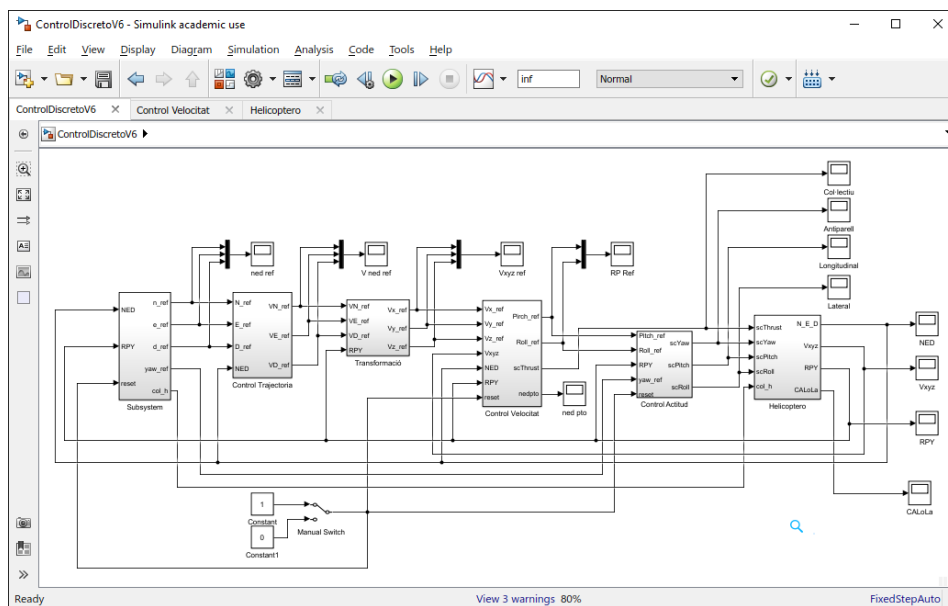 ControlDiscretoV6 - Simulink academic use
File Edit View Display Diagram Simulation Analysis Code Tools Help
inf
Normal
ControlDiscretoV6
Control Velocitat
Helicoptero
ControlDiscretoV6
Col·lectiu
Antiparell
Longitudinal
Lateral
ned ref
V ned ref
Vxyz ref
RP Ref
NED
RPY
reset
n_ref
e_ref
d_ref
yaw_ref
col_h
Subsystem
N_ref
E_ref
D_ref
NED
VN_ref
VE_ref
VD_ref
Control Trajectoria
VN_ref
VE_ref
VD_ref
RPY
Vx_ref
Vy_ref
Vz_ref
Transformació
Vx_ref
Vy_ref
Vz_ref
Vxyz
NED
RPY
reset
Pirch_ref
Roll_ref
scThrust
nedpto
Control Velocitat
ned pto
Pitch_ref
Roll_ref
RPY
yaw_ref
reset
scYaw
scPitch
scRoll
Control Actitud
scThrust
scYaw
scPitch
scRoll
col_h
N_E_D
Vxyz
RPY
CALoLa
Helicoptero
NED
Vxyz
RPY
CALoLa
1
Constant
0
Constant1
Manual Switch
Ready
View 3 warnings 80%
FixedStepAuto